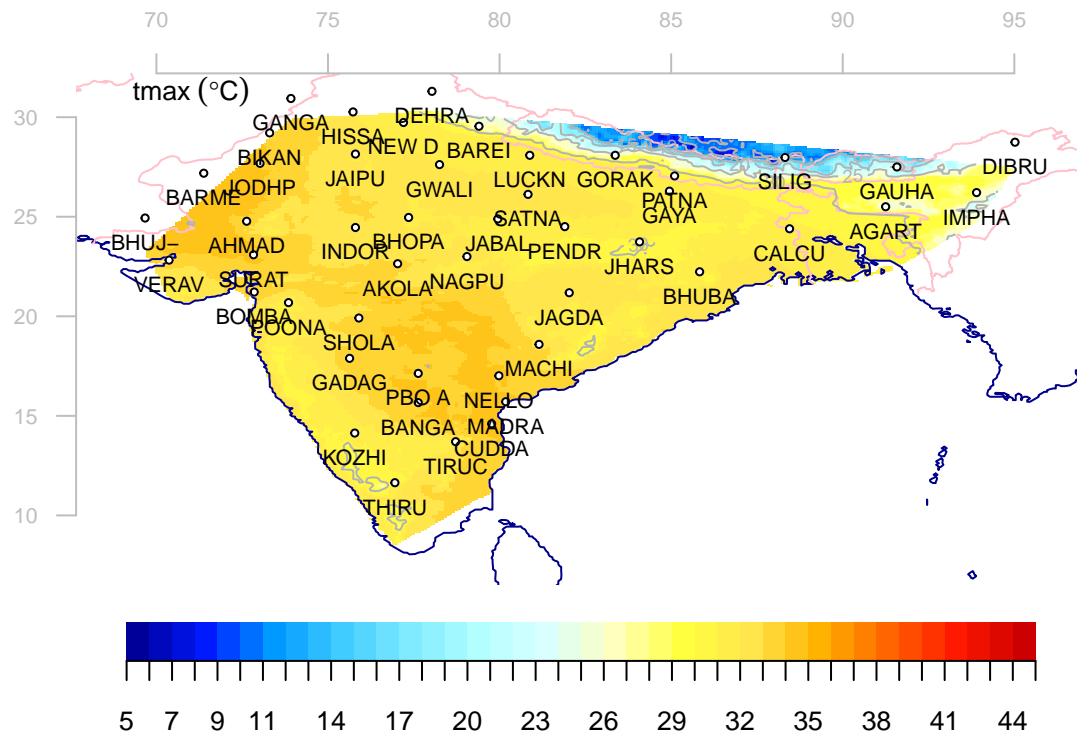 70 75 80 85 90 95
tmax (°C)
30
DEHRA
GANGA
HISSA
NEW D
BAREI
BIKAN
DIBRU
JODHP
JAIPU
LUCKN
GORAK
SILIG
BARME
GWALI
PATNA
GAUHA
25
SATNA
GAYA
IMPHA
BHUJ−
AHMAD
INDOR
BHOPA
JABAL
PENDR
AGART
CALCU
JHARS
VERAV
SURAT
AKOLA
NAGPU
BHUBA
20
BOMBA
POONA
JAGDA
SHOLA
MACHI
GADAG
PBO A
NELLO
15
BANGA
MADRA
KOZHI
CUDDA
TIRUC
THIRU
10
5 7 9 11 14 17 20 23 26 29 32 35 38 41 44